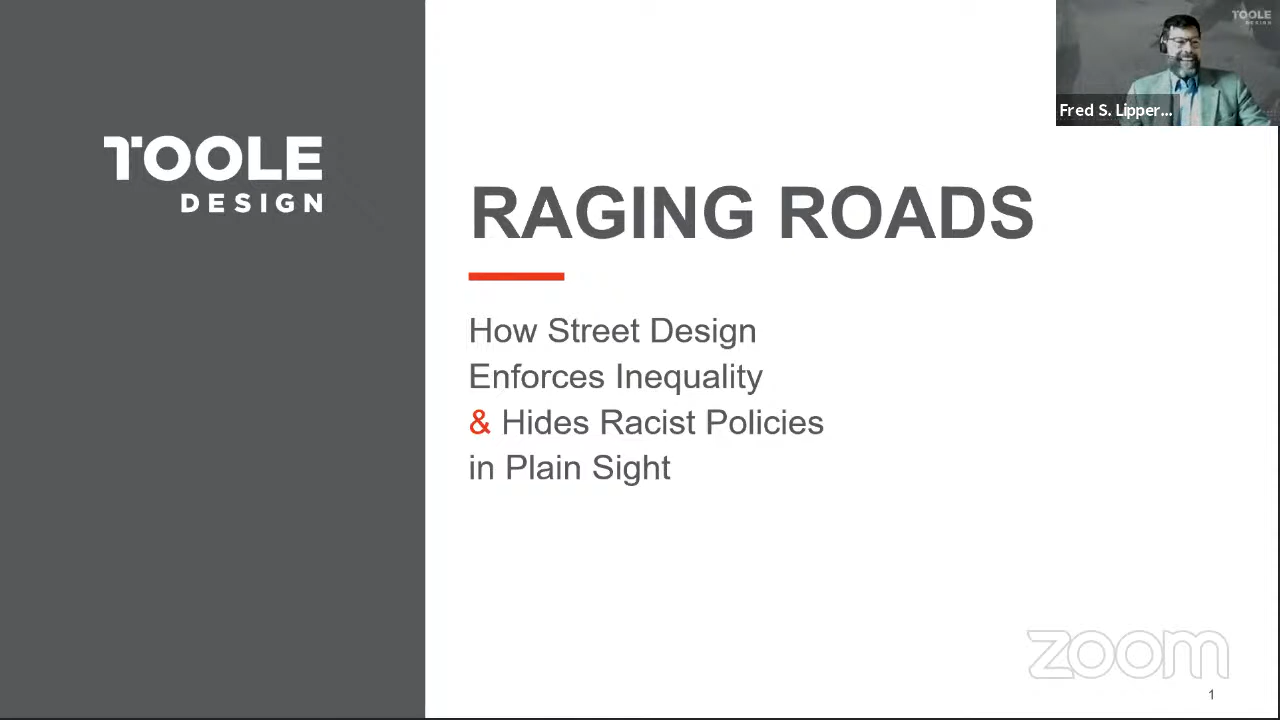 TOOLE
DESIGN
RAGING ROADS
How Street Design
Enforces Inequality
& Hides Racist Policies
in Plain Sight
TOOLE
DESIGN
Fred S. Lipper...
zoom
1